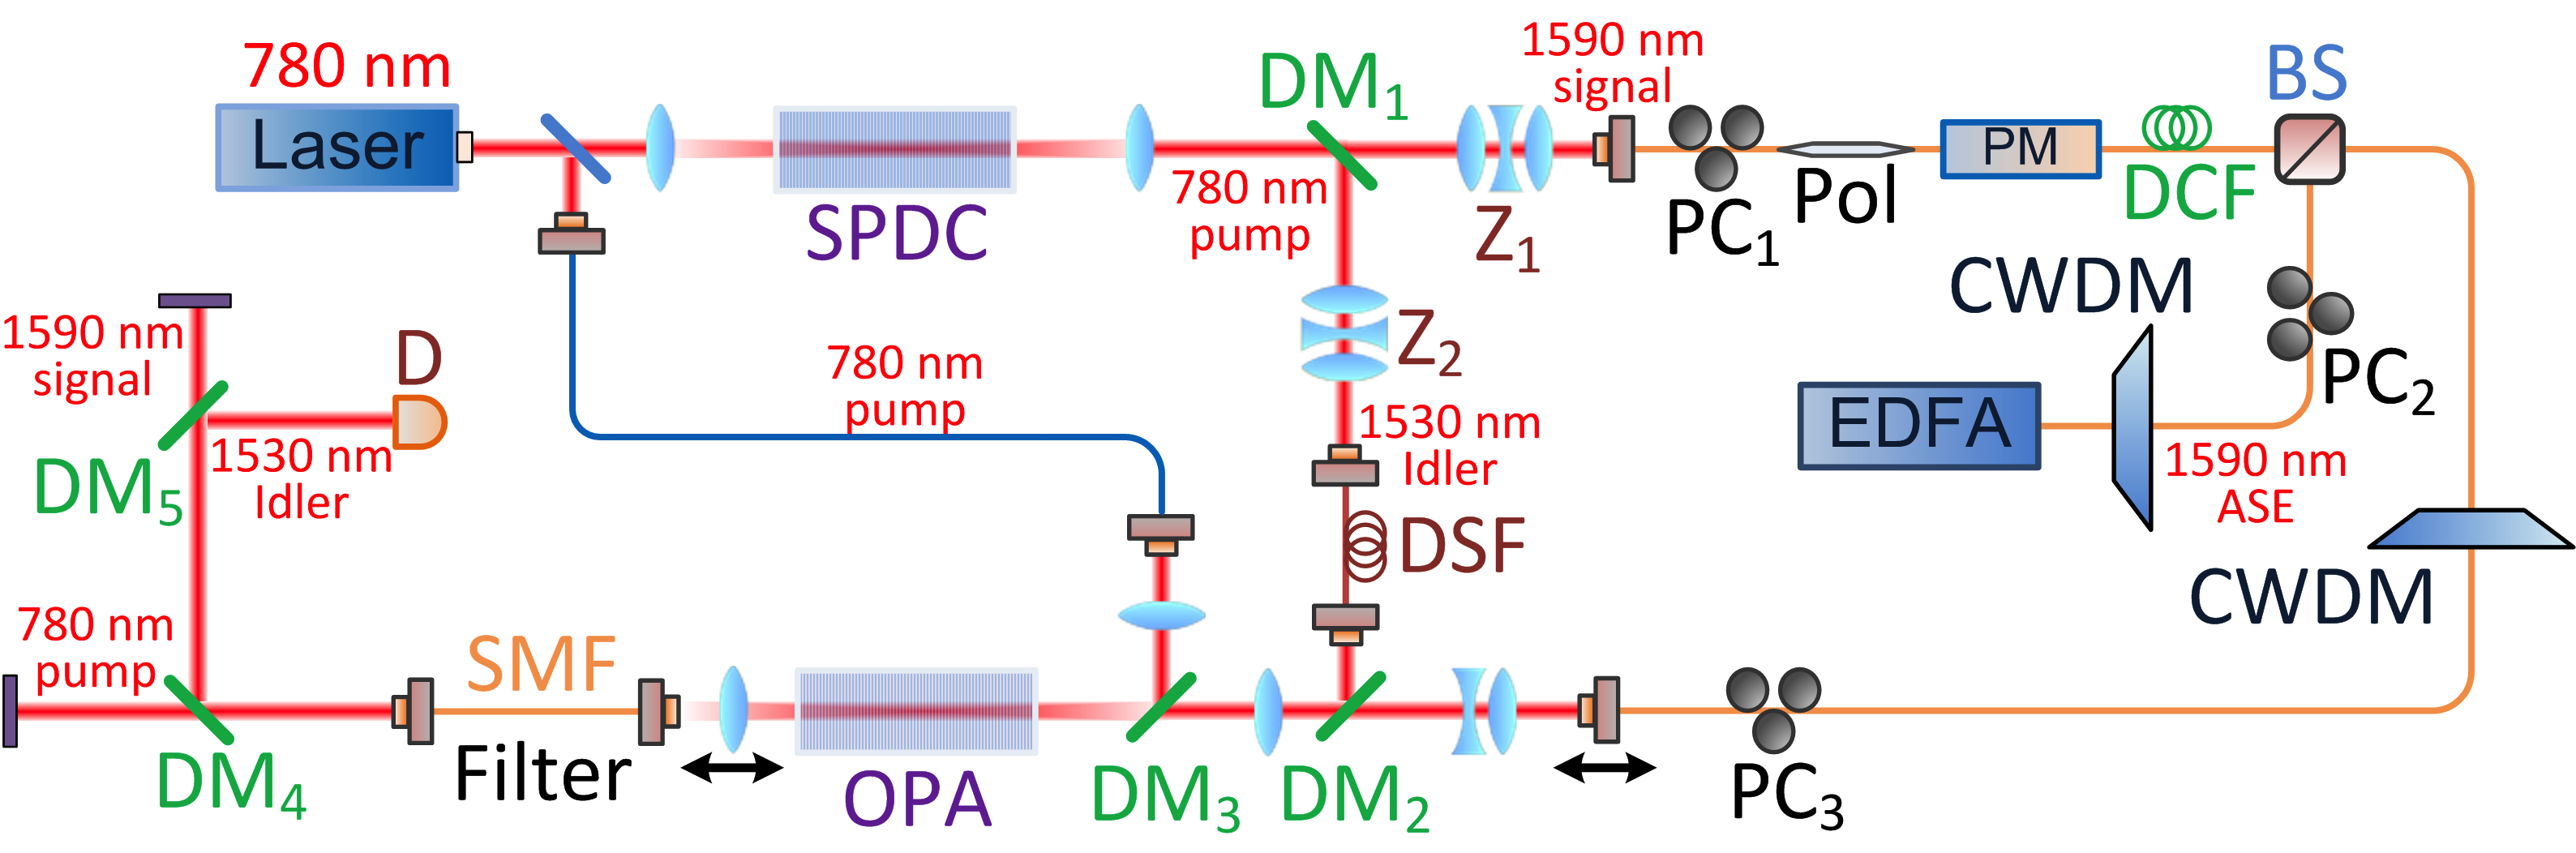 780 nm
Laser
SPDC
DM1
780 nm
pump
Z1
1590 nm
signal
PC1
Pol
PM
DCF
BS
CWDM
PC2
EDFA
1590 nm
ASE
CWDM
Z2
1530 nm
Idler
DSF
780 nm
pump
1590 nm
signal
D
DM5
1530 nm
Idler
780 nm
pump
SMF
Filter
DM4
OPA
DM3
DM2
PC3